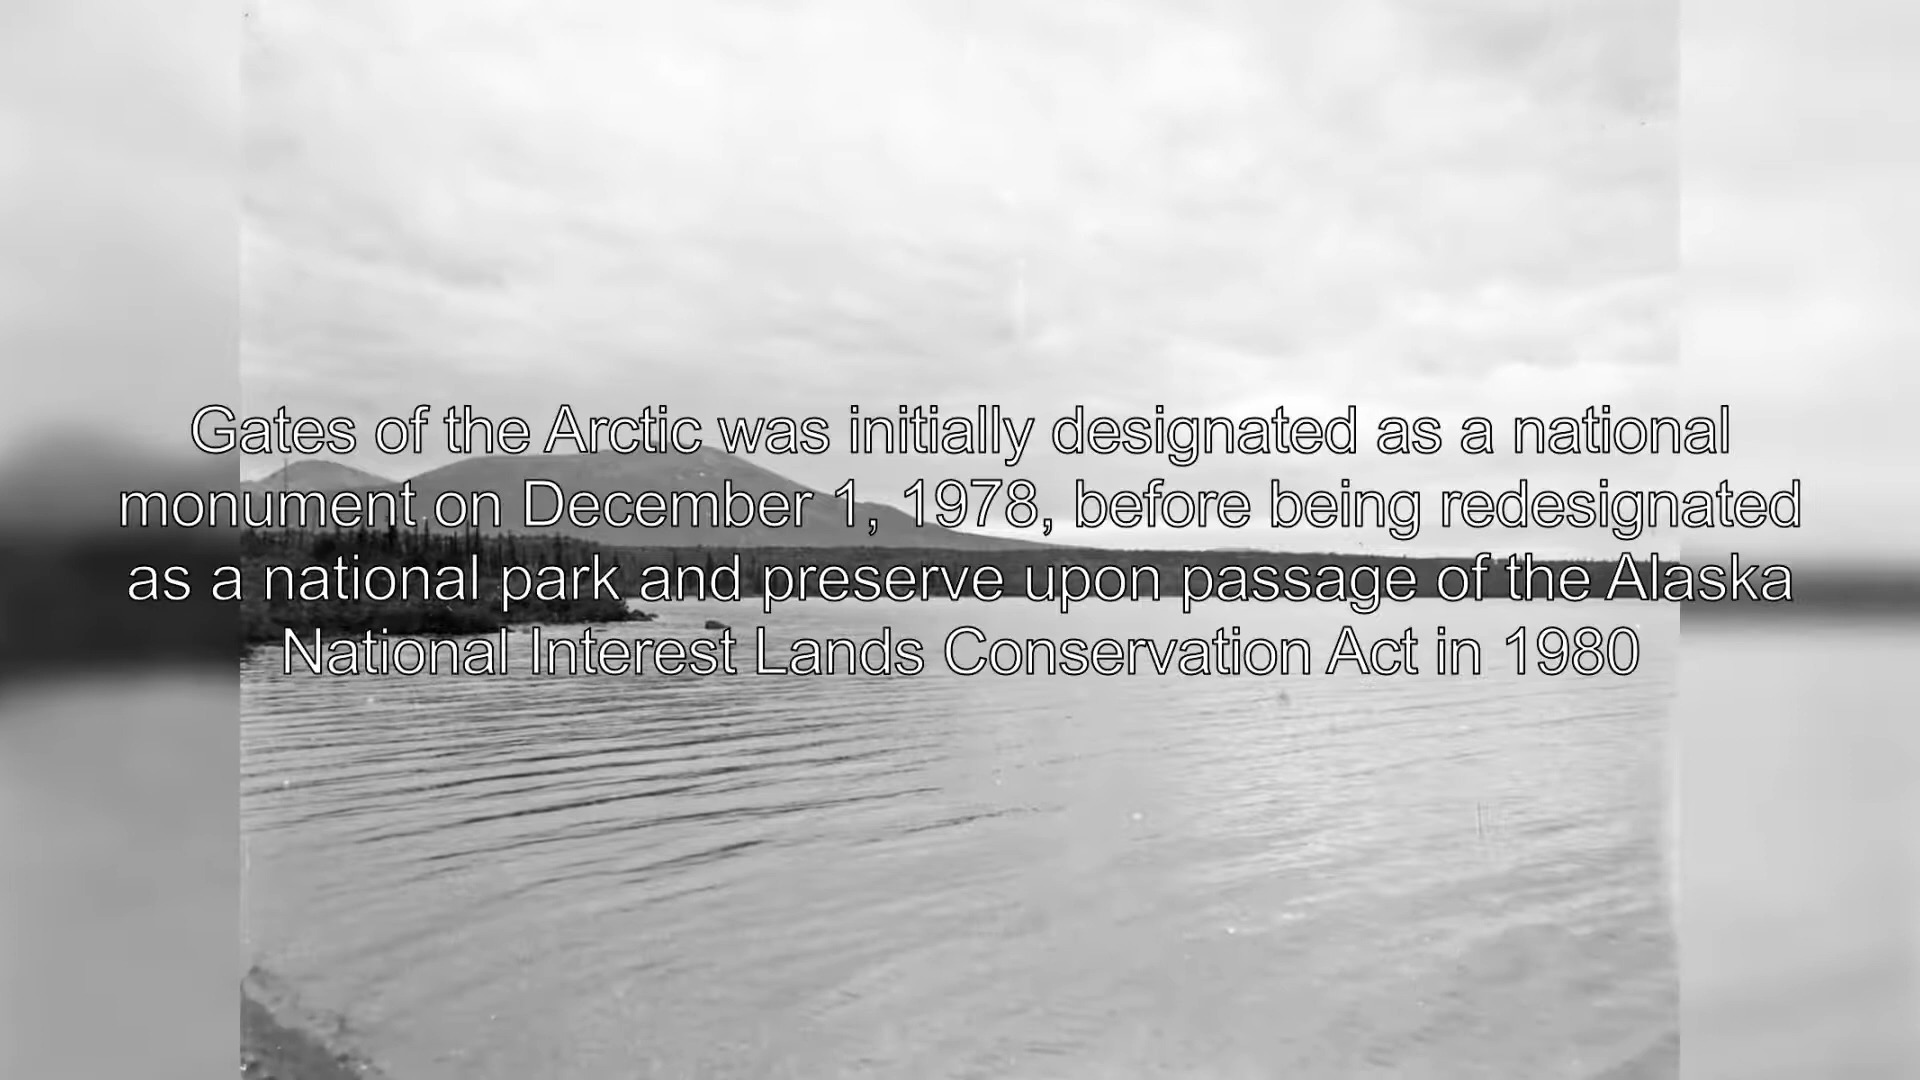 Gates of the Arctic was initially designated as a national
monument on December 1, 1978, before being redesignated
as a national park and preserve upon passage of the Alaska
National Interest Lands Conservation Act in 1980